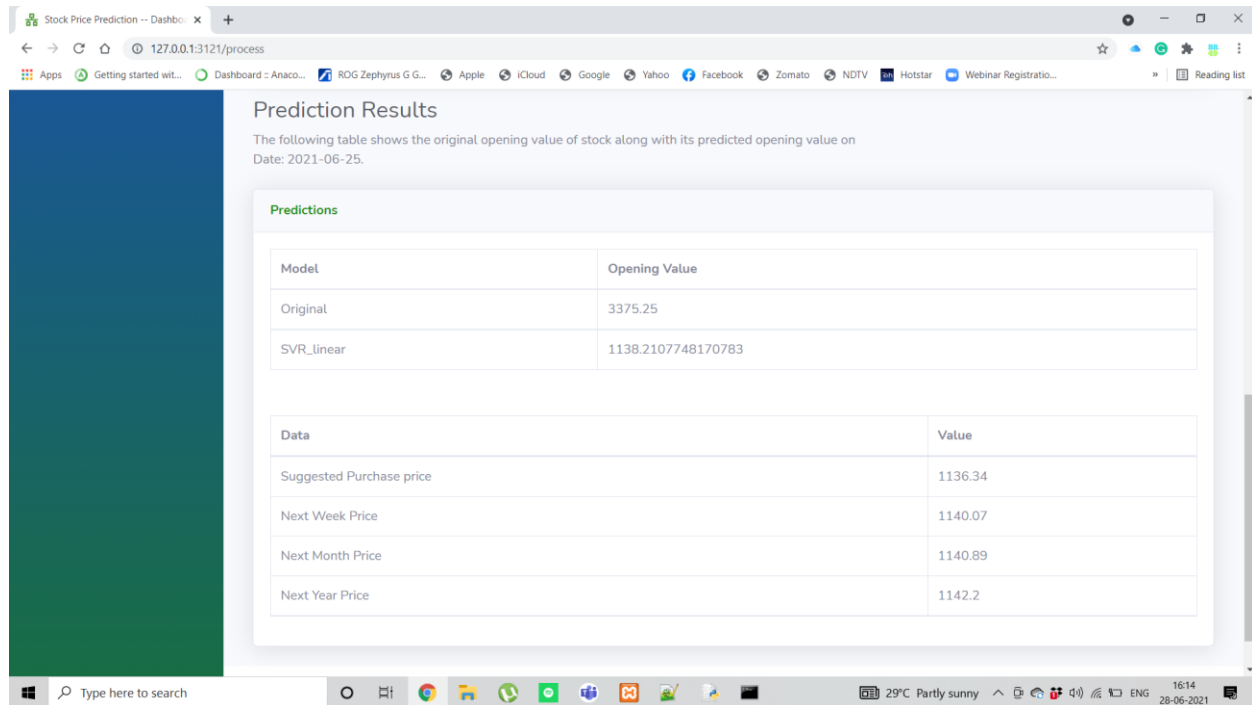 Stock Price Prediction -- Dashbo
127.0.0.1:3121/process
Apps Getting started wit... Dashboard :: Anaco... ROG Zephyrus G G... Apple iCloud Google Yahoo Facebook Zomato NDTV Hotstar Webinar Registratio... » Reading list
Prediction Results
The following table shows the original opening value of stock along with its predicted opening value on
Date: 2021-06-25.
Predictions
Model Opening Value
Original 3375.25
SVR_linear 1138.2107748170783
Data Value
Suggested Purchase price 1136.34
Next Week Price 1140.07
Next Month Price 1140.89
Next Year Price 1142.2
Type here to search 29°C Partly sunny ENG 16:14
28-06-2021